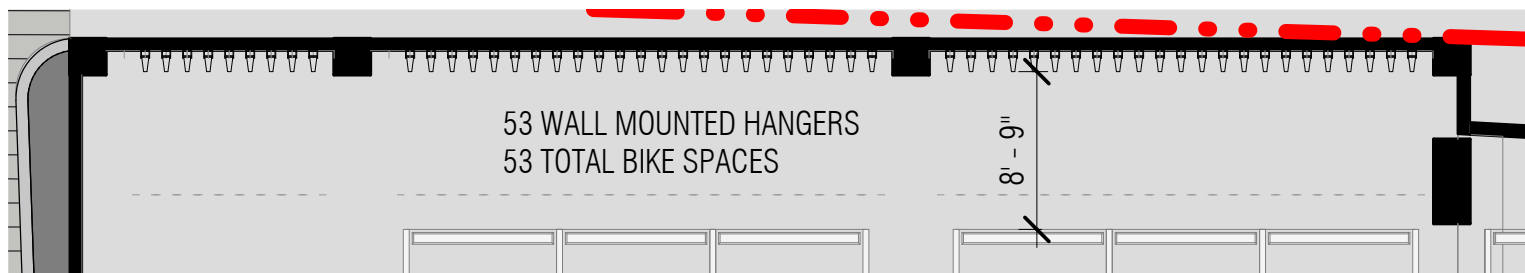 53 WALL MOUNTED HANGERS
53 TOTAL BIKE SPACES
8' - 9"